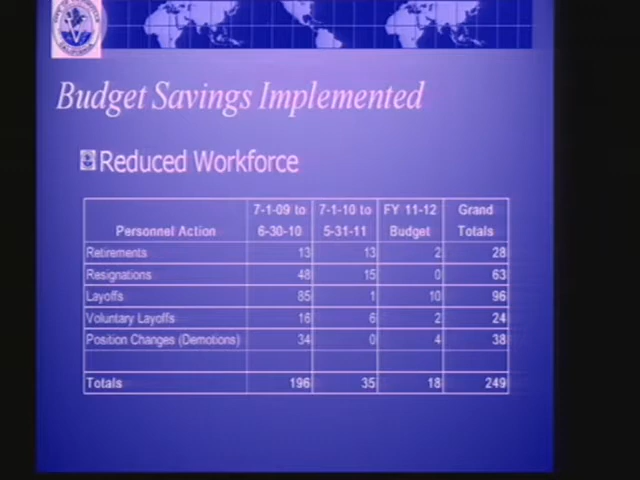 Budget Savings Implemented
Reduced Workforce
Personnel Action 7-1-09 to 6-30-10 7-1-10 to 5-31-11 FY 11-12 Budget Grand Totals
Retirements 13 13 2 28
Resignations 48 15 0 63
Layoffs 85 1 10 96
Voluntary Layoffs 16 6 2 24
Position Changes (Demotions) 34 0 4 38
Totals 196 35 18 249